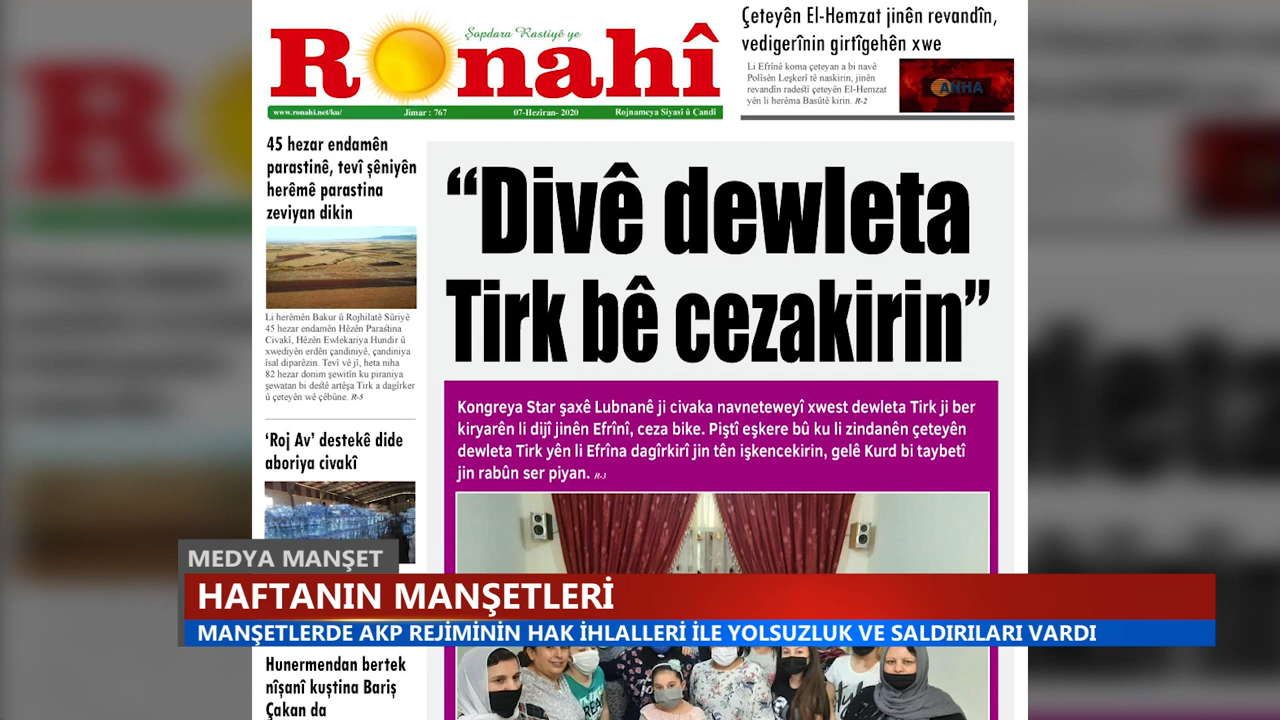 Şopdara Rastiyê ye
Ronahî
www.ronahi.net/ku/ Jimar : 767 07-Heziran- 2020 Rojnameya Siyasî û Çandî
Çeteyên El-Hemzat jinên revandîn,
vedigerînin girtîgehên xwe
Li Efrînê koma çeteyan a bi navê
Polîsên Leşkerî tê naskirin, jinên
revandin radestî çeteyên El-Hemzat
yên li herêma Basûtê kirin. R-2
ANHA
45 hezar endamên
parastinê, tevî şêniyên
herêmê parastina
zeviyan dikin
Li herêmên Bakur û Rojhilatê Sûriyê
45 hezar endamên Hêzên Parastina
Civakî, Hêzên Ewlekariya Hundir û
xwediyên erdên çandiniyê, çandiniya
îsal diparêzin. Tevî vê jî, heta niha
82 hezar donim şewitîn ku piraniya
şewatan bi destê artêşa Tirk a dagîrker
û çeteyên wê çêbûne. R-5
‘Roj Av’ destekê dide
aboriya civakî
“Divê dewleta
Tirk bê cezakirin”
Kongreya Star şaxê Lubnanê ji civaka navneteweyî xwest dewleta Tirk ji ber
kiryarên li dijî jinên Efrînî, ceza bike. Piştî eşkere bû ku li zindanên çeteyên
dewleta Tirk yên li Efrîna dagîrkirî jin tên işkencekirin, gelê Kurd bi taybetî
jin rabûn ser piyan. R-3
MEDYA MANŞET
HAFTANIN MANŞETLERİ
MANŞETLERDE AKP REJİMİNİN HAK İHLALLERİ İLE YOLSUZLUK VE SALDIRILARI VARDI
Hunermendan bertek
nîşanî kuştina Bariş
Çakan da